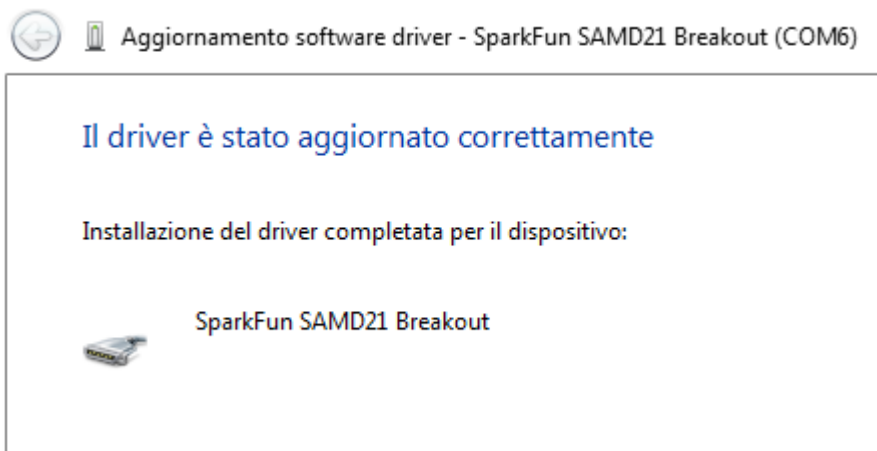 Aggiornamento software driver - SparkFun SAMD21 Breakout (COM6)
Il driver è stato aggiornato correttamente
Installazione del driver completata per il dispositivo:
SparkFun SAMD21 Breakout